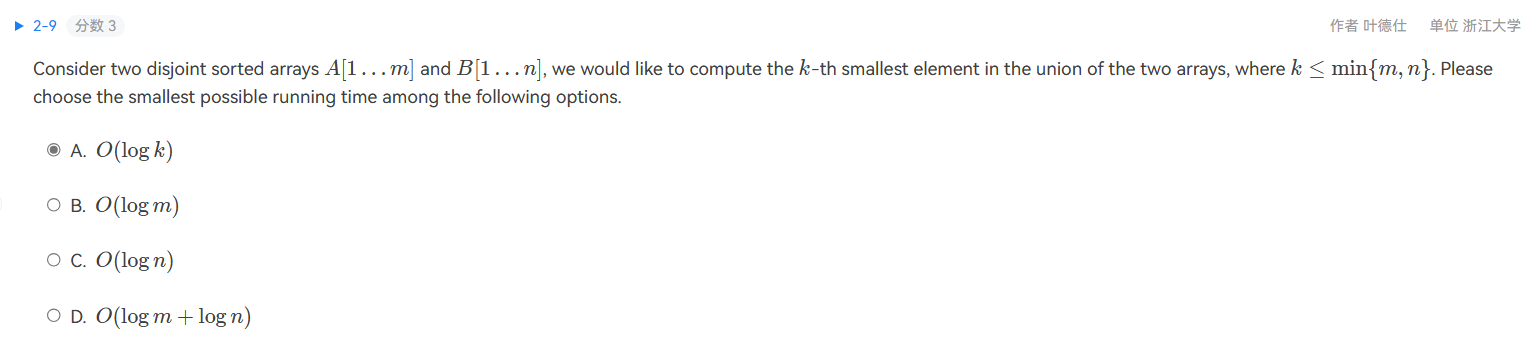 2-9 分数 3 作者 叶德仕 单位 浙江大学
Consider two disjoint sorted arrays A[1...m] and B[1...n], we would like to compute the k-th smallest element in the union of the two arrays, where k ≤ min{m, n}. Please
choose the smallest possible running time among the following options.
A. O(log k)
B. O(log m)
C. O(log n)
D. O(log m + log n)